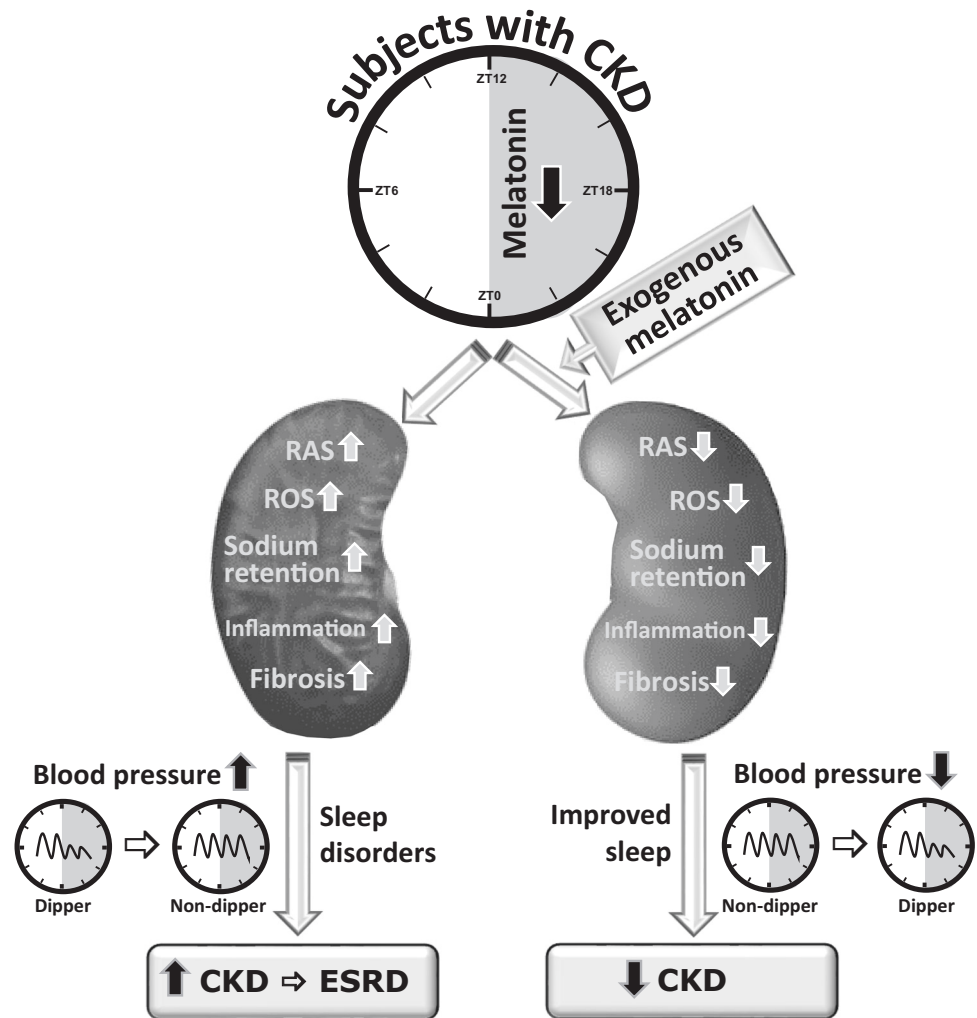 Subjects with CKD
ZT12
ZT6
ZT18
ZT0
Melatonin
Exogenous
melatonin
RAS
ROS
Sodium
retention
Inflammation
Fibrosis
RAS
ROS
Sodium
retention
Inflammation
Fibrosis
Blood pressure
Dipper
Non-dipper
Sleep
disorders
CKD ⇨ ESRD
Improved
sleep
Blood pressure
Non-dipper
Dipper
CKD